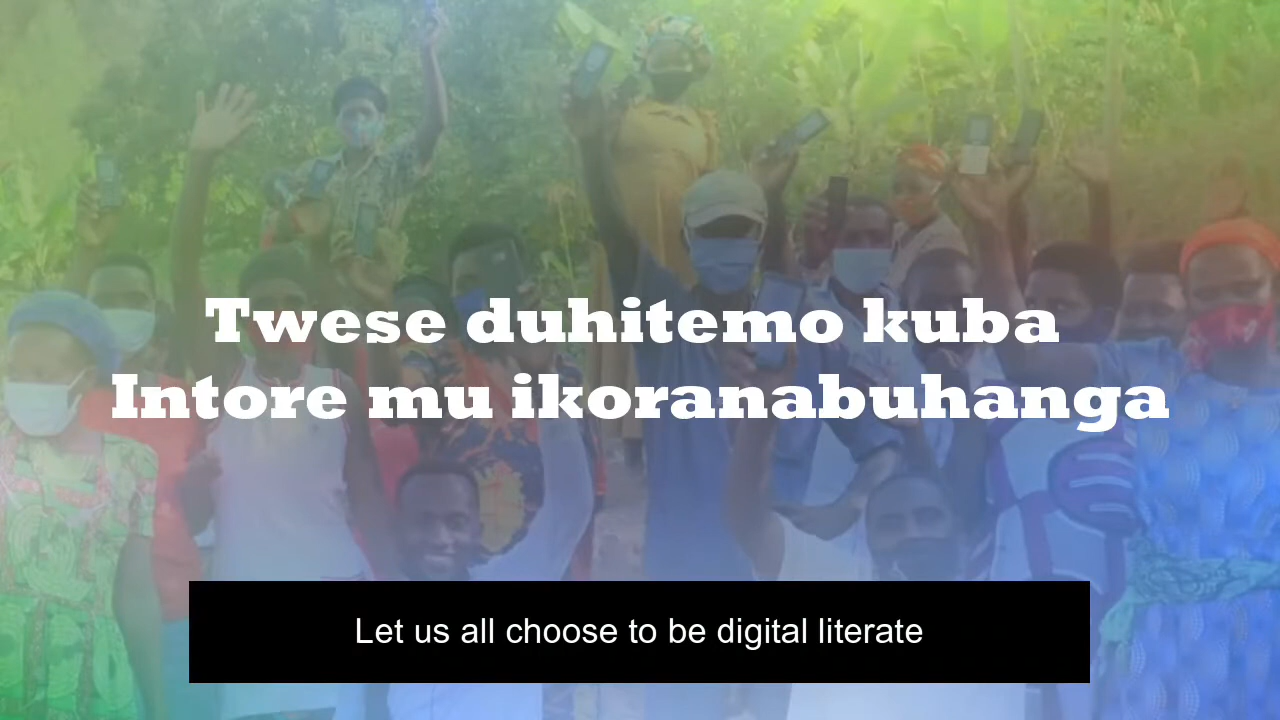 Twese duhitemo kuba
Intore mu ikoranabuhanga
Let us all choose to be digital literate